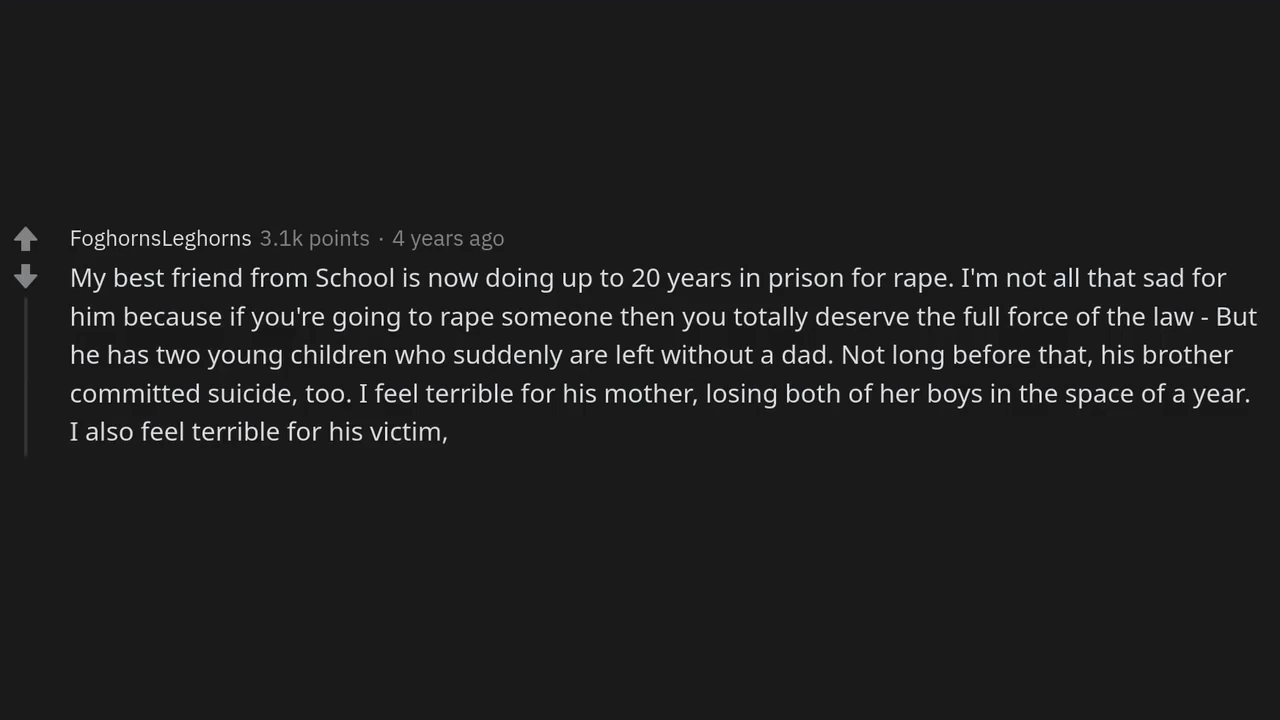 FoghornsLeghorns 3.1k points · 4 years ago
My best friend from School is now doing up to 20 years in prison for rape. I'm not all that sad for
him because if you're going to rape someone then you totally deserve the full force of the law - But
he has two young children who suddenly are left without a dad. Not long before that, his brother
committed suicide, too. I feel terrible for his mother, losing both of her boys in the space of a year.
I also feel terrible for his victim,